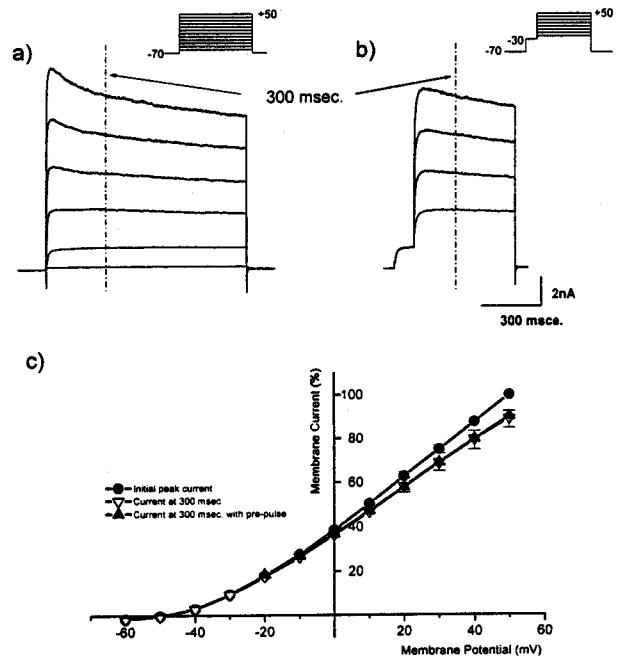 a)
+50
-70
300 msec.
b)
+50
-30
-70
2nA
300 msce.
c)
Membrane Current (%)
100
80
60
40
20
Initial peak current
Current at 300 msec
Current at 300 msec. with pre-pulse
-60 -40 -20 0 20 40 60
Membrane Potential (mV)